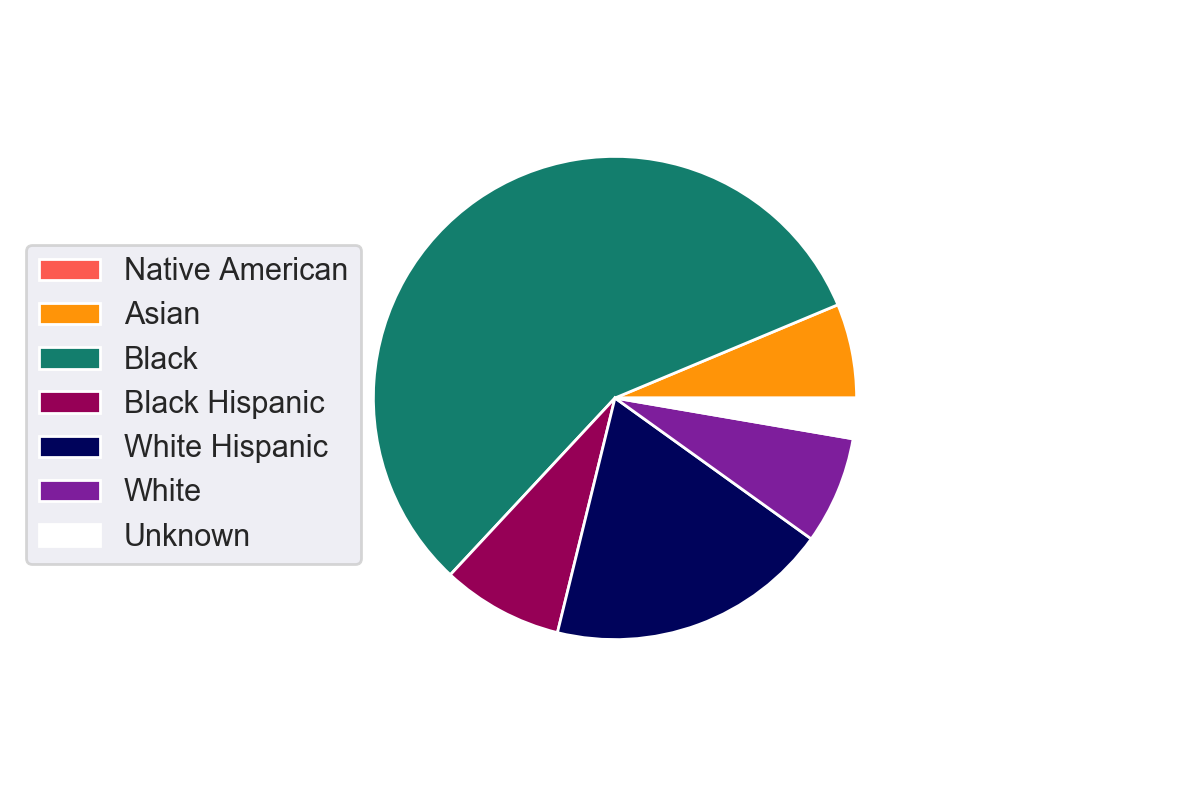 Native American
Asian
Black
Black Hispanic
White Hispanic
White
Unknown